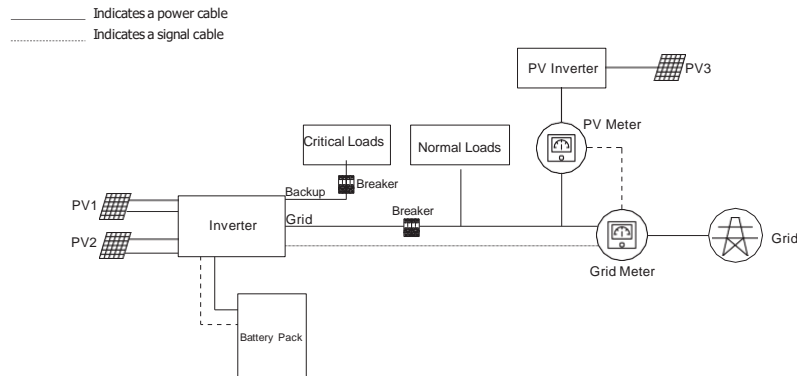 Indicates a power cable
Indicates a signal cable
PV Inverter
PV3
PV Meter
Critical Loads
Normal Loads
Breaker
Backup
PV1
Inverter
Grid
Breaker
PV2
Grid
Grid Meter
Battery Pack